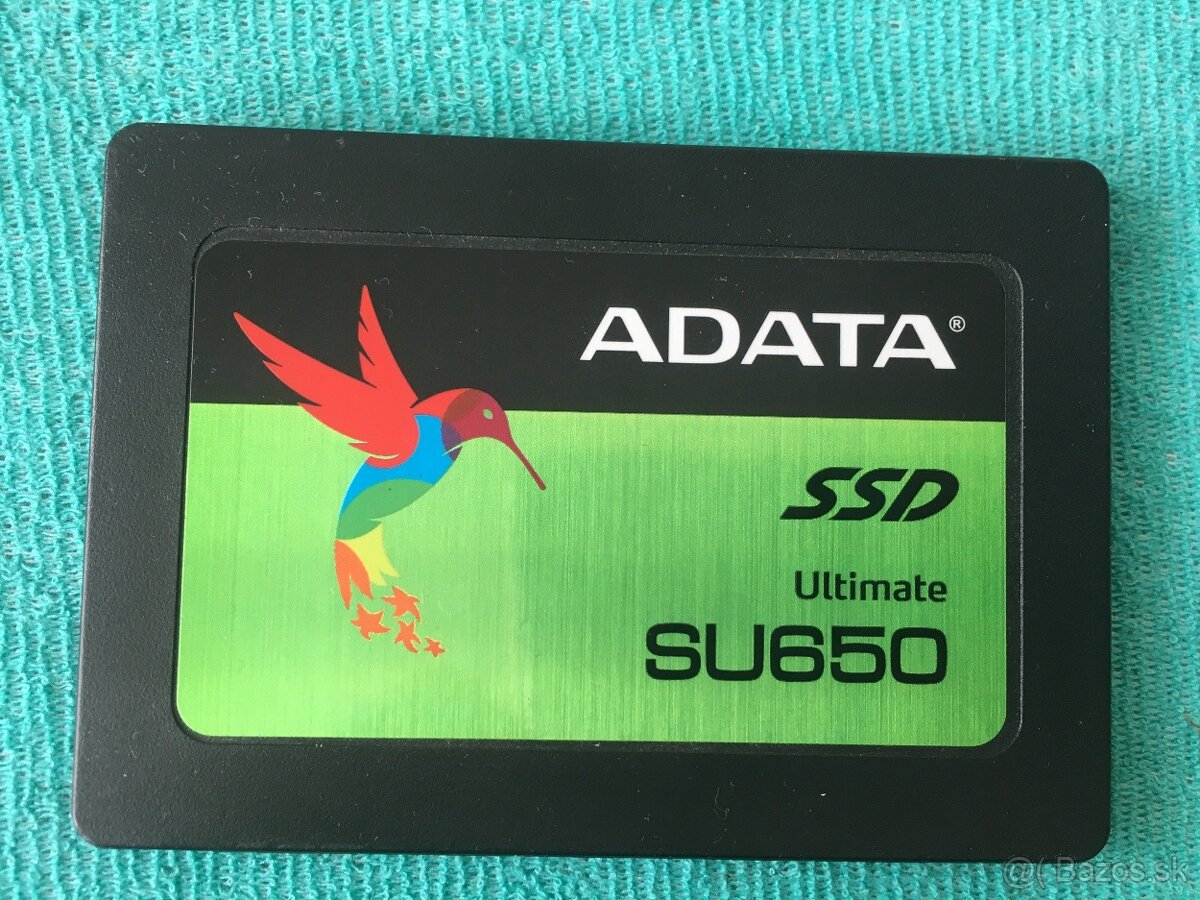 ADATA®
SSD
Ultimate
SU650
@( Bazos.sk